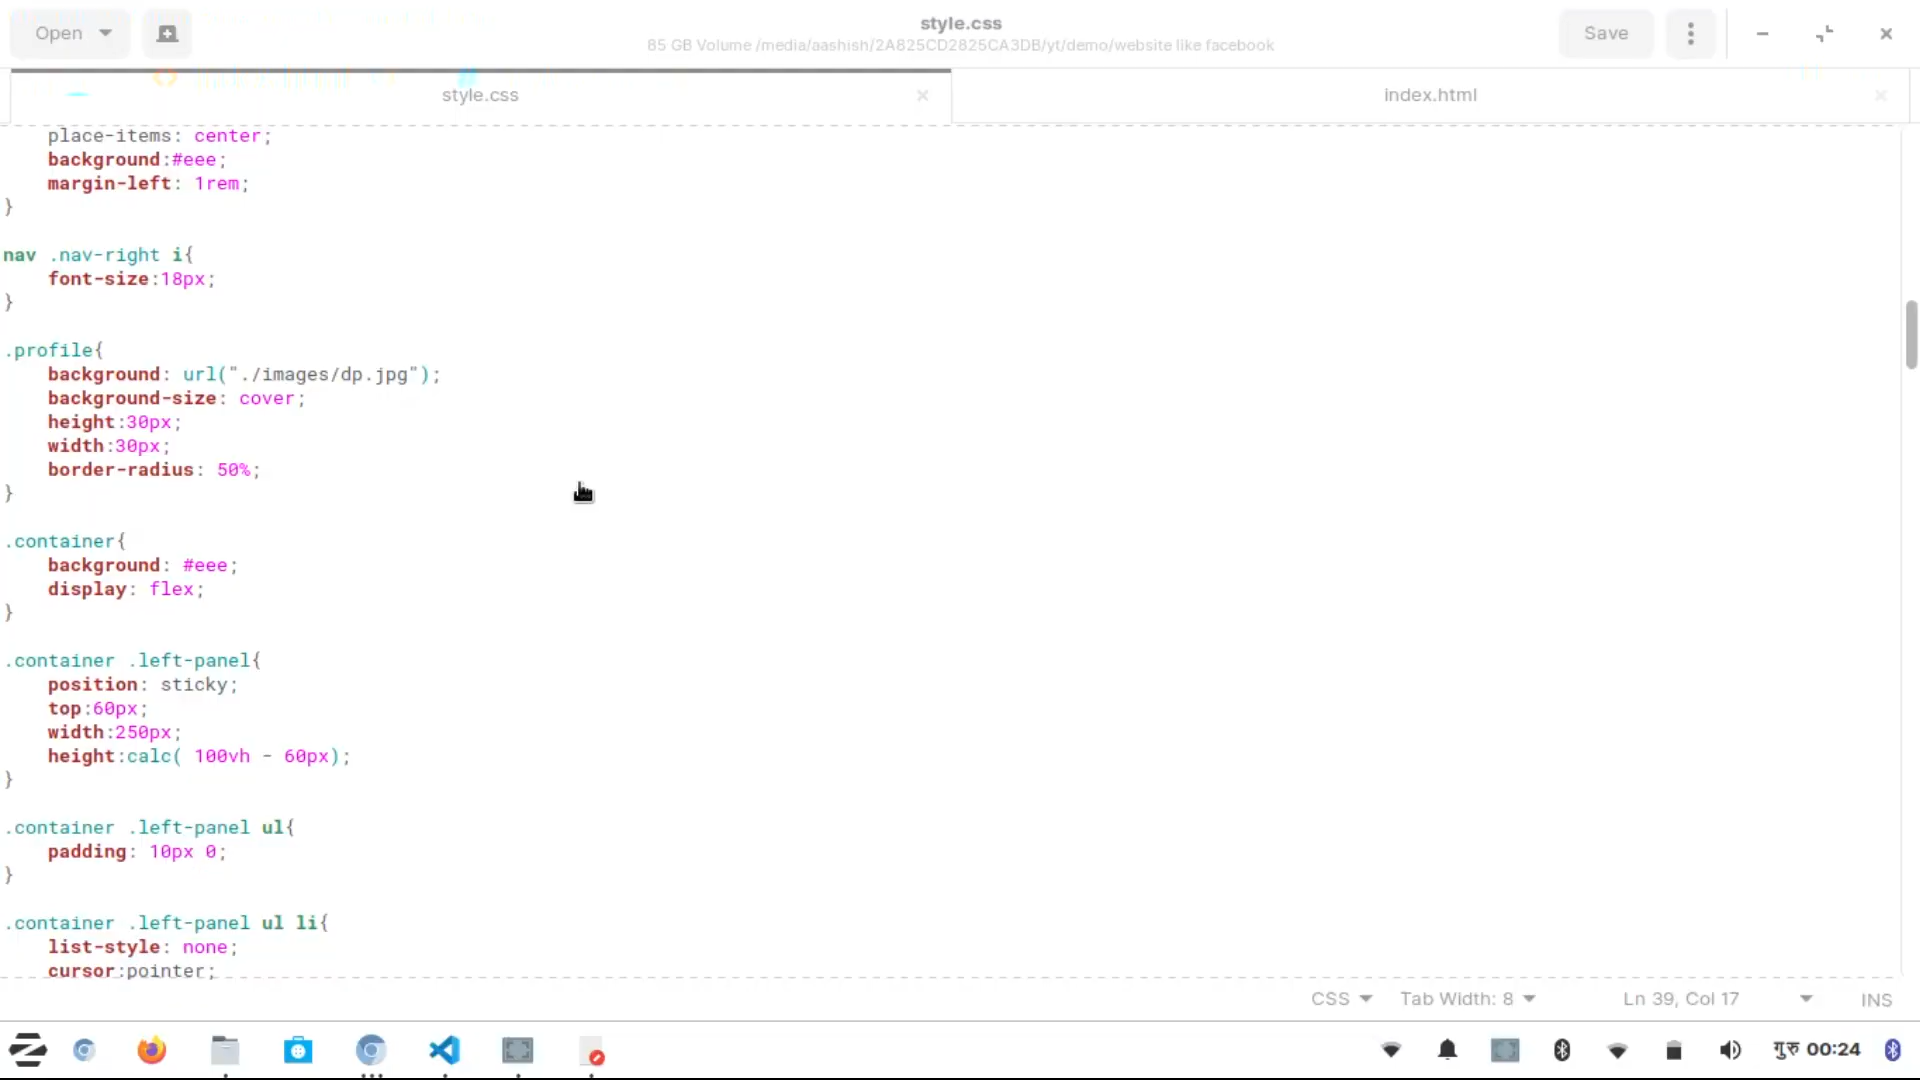 Open
style.css
85 GB Volume /media/aashish/2A825CD2825CA3DB/yt/demo/website like facebook
Save
style.css
index.html
place-items: center;
background:#eee;
margin-left: 1rem;
}
nav .nav-right i{
font-size:18px;
}
.profile{
background: url("./images/dp.jpg");
background-size: cover;
height:30px;
width:30px;
border-radius: 50%;
}
.container{
background: #eee;
display: flex;
}
.container .left-panel{
position: sticky;
top:60px;
width:250px;
height:calc( 100vh - 60px);
}
.container .left-panel ul{
padding: 10px 0;
}
.container .left-panel ul li{
list-style: none;
cursor:pointer;
CSS Tab Width: 8 Ln 39, Col 17 INS
गुरु 00:24